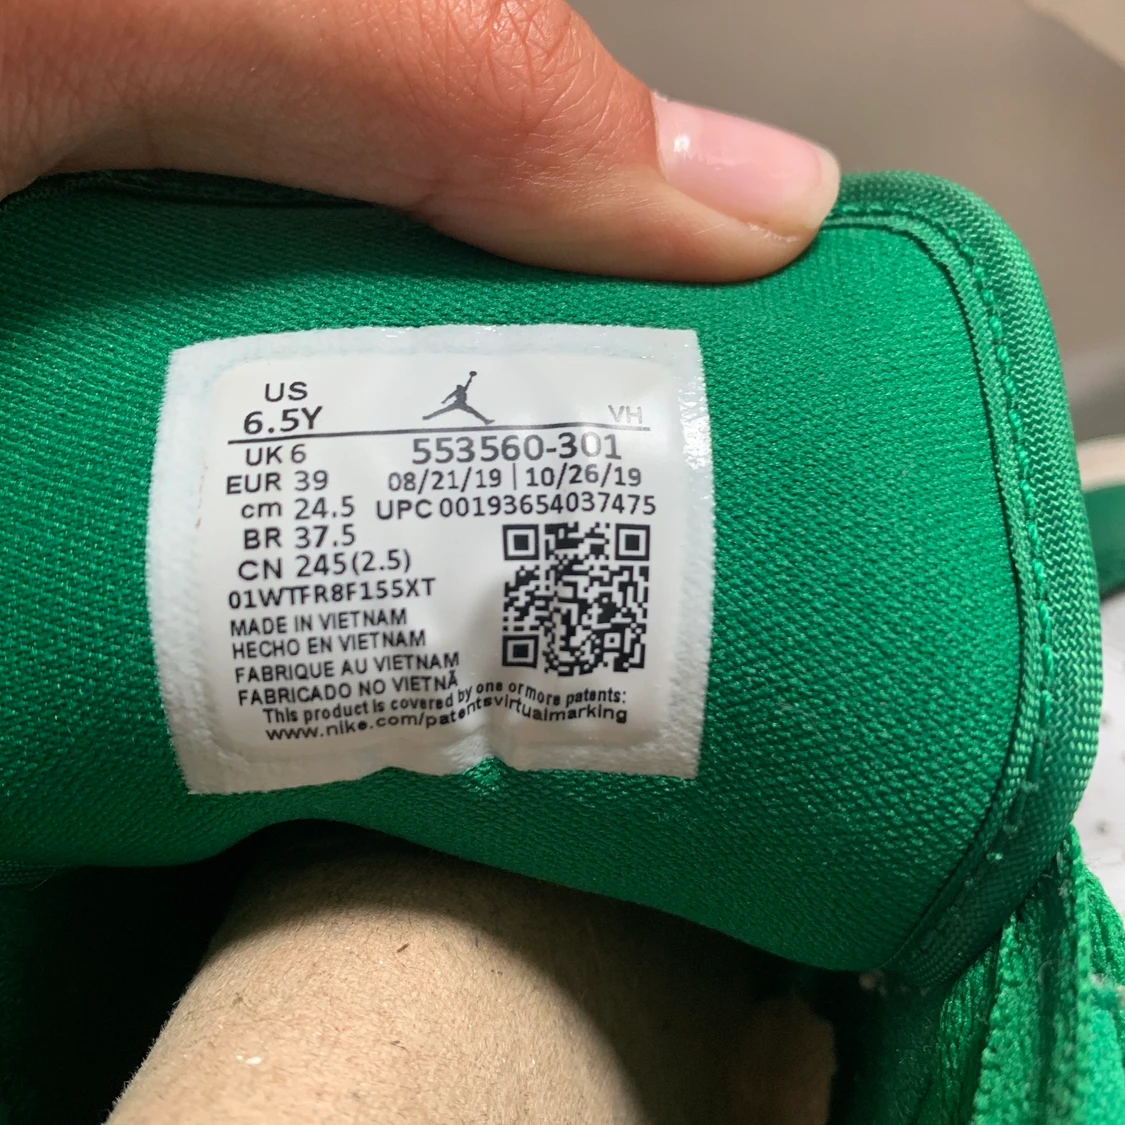 US
6.5Y
VH
UK 6
553560-301
EUR 39
08/21/19 | 10/26/19
cm 24.5
UPC 00193654037475
BR 37.5
CN 245(2.5)
01WTFR8F155XT
MADE IN VIETNAM
HECHO EN VIETNAM
FABRIQUE AU VIETNAM
FABRICADO NO VIETNÃ
This product is covered by one or more patents:
www.nike.com/patentsvirtualmarking